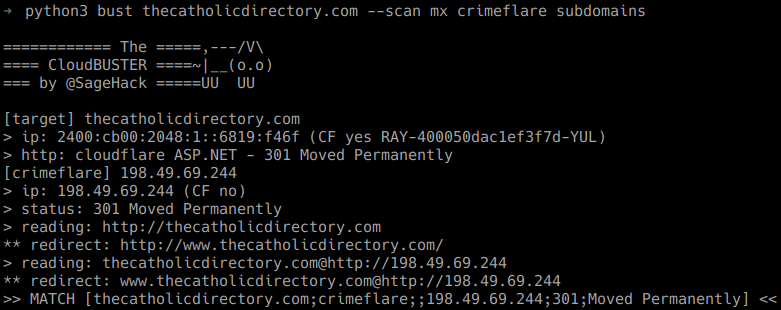 → python3 bust thecatholicdirectory.com --scan mx crimeflare subdomains
============ The =====,---/V\
==== CloudBUSTER ====~|__(o.o)
=== by @SageHack =====UU  UU
[target] thecatholicdirectory.com
> ip: 2400:cb00:2048:1::6819:f46f (CF yes RAY-400050dac1ef3f7d-YUL)
> http: cloudflare ASP.NET - 301 Moved Permanently
[crimeflare] 198.49.69.244
> ip: 198.49.69.244 (CF no)
> status: 301 Moved Permanently
> reading: http://thecatholicdirectory.com
** redirect: http://www.thecatholicdirectory.com/
> reading: thecatholicdirectory.com@http://198.49.69.244
** redirect: www.thecatholicdirectory.com@http://198.49.69.244
>> MATCH [thecatholicdirectory.com;crimeflare;;198.49.69.244;301;Moved Permanently] <<